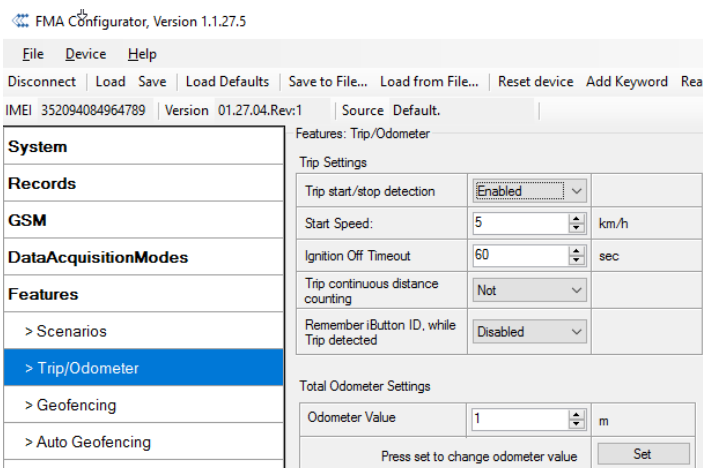 FMA Configurator, Version 1.1.27.5
File Device Help
Disconnect Load Save Load Defaults Save to File... Load from File... Reset device Add Keyword Rea
IMEI 352094084964789 Version 01.27.04.Rev:1 Source Default.
System
Records
GSM
DataAcquisitionModes
Features
> Scenarios
> Trip/Odometer
> Geofencing
> Auto Geofencing
Features: Trip/Odometer
Trip Settings
Trip start/stop detection Enabled
Start Speed: 5 km/h
Ignition Off Timeout 60 sec
Trip continuous distance
counting Not
Remember iButton ID, while
Trip detected Disabled
Total Odometer Settings
Odometer Value 1 m
Press set to change odometer value Set